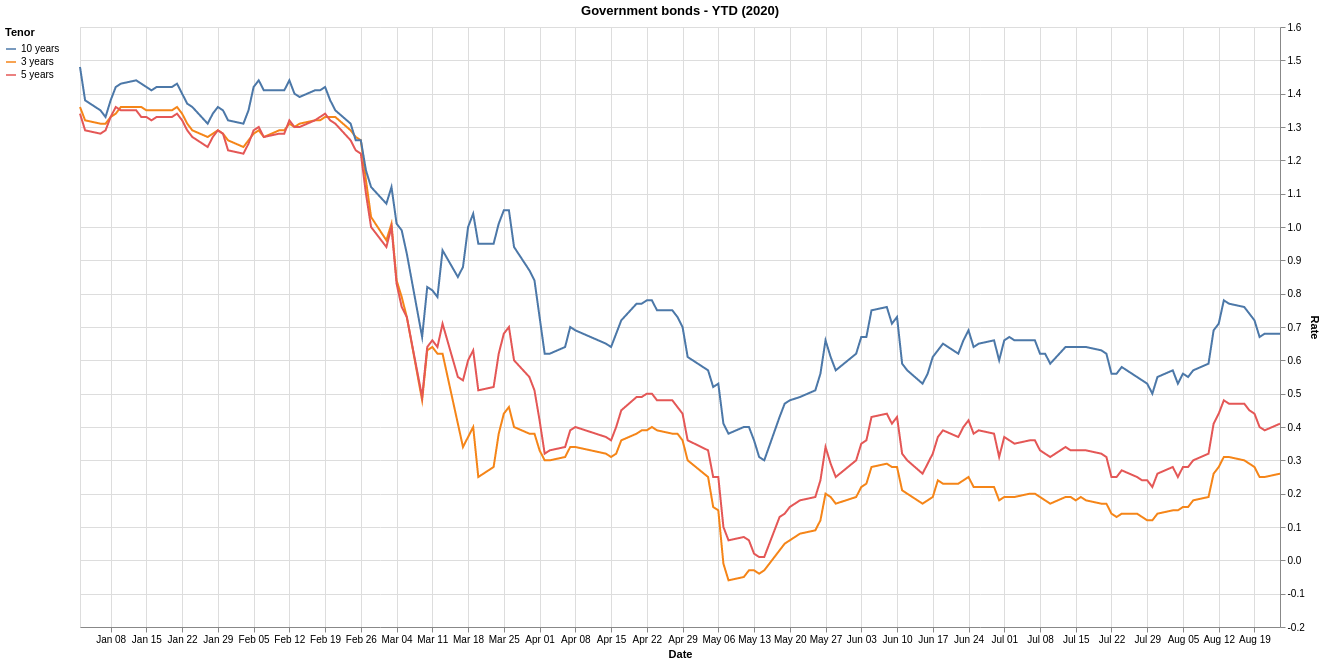 Government bonds - YTD (2020)
Tenor
10 years
3 years
5 years
1.6
1.5
1.4
1.3
1.2
1.1
1.0
0.9
0.8
0.7
0.6
0.5
0.4
0.3
0.2
0.1
0.0
-0.1
-0.2
Rate
Jan 08 Jan 15 Jan 22 Jan 29 Feb 05 Feb 12 Feb 19 Feb 26 Mar 04 Mar 11 Mar 18 Mar 25 Apr 01 Apr 08 Apr 15 Apr 22 Apr 29 May 06 May 13 May 20 May 27 Jun 03 Jun 10 Jun 17 Jun 24 Jul 01 Jul 08 Jul 15 Jul 22 Jul 29 Aug 05 Aug 12 Aug 19
Date